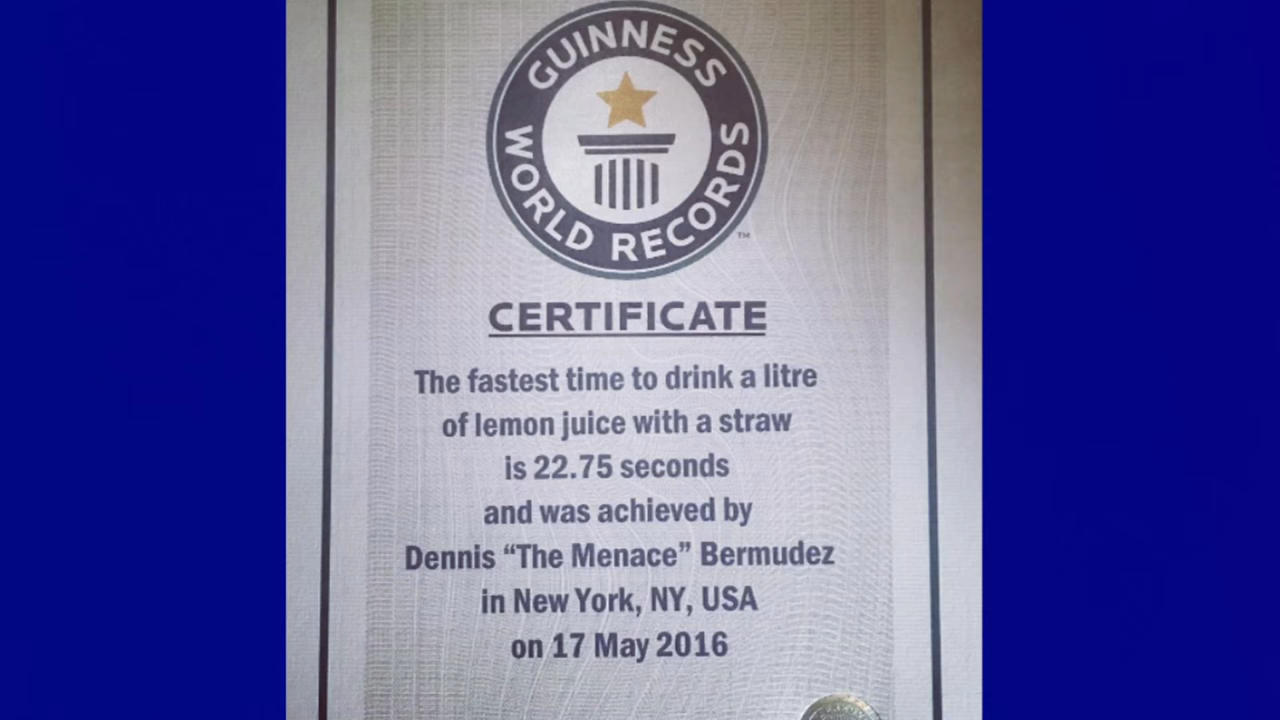 GUINNESS
WORLD RECORDS
™
CERTIFICATE
The fastest time to drink a litre
of lemon juice with a straw
is 22.75 seconds
and was achieved by
Dennis “The Menace” Bermudez
in New York, NY, USA
on 17 May 2016